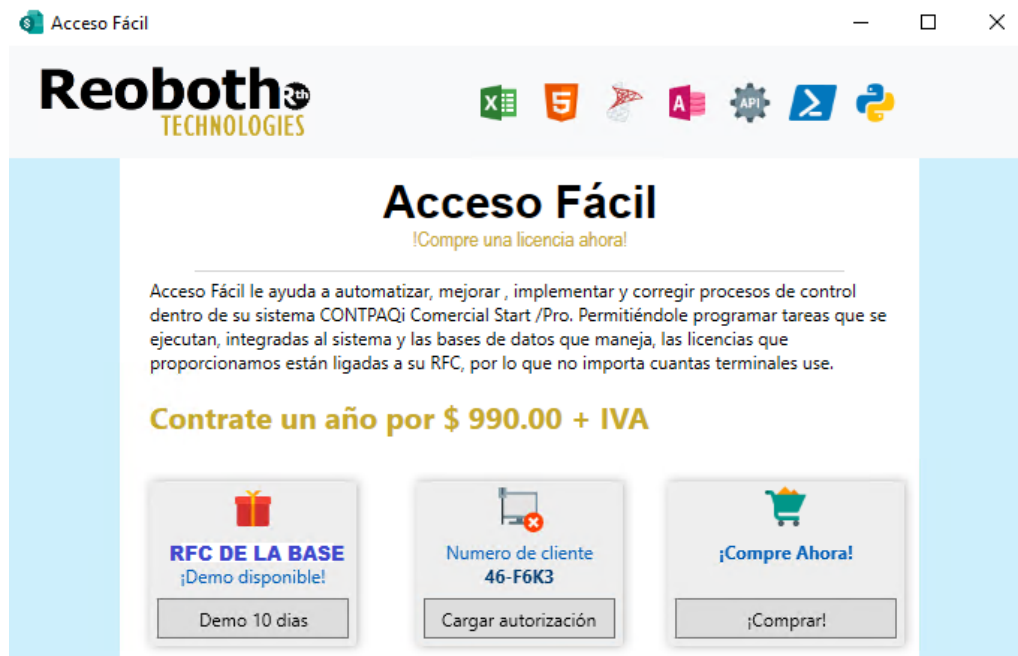 Acceso Fácil
Reoboth Rth
TECHNOLOGIES
X 5 A API
Acceso Fácil
!Compre una licencia ahora!
Acceso Fácil le ayuda a automatizar, mejorar , implementar y corregir procesos de control
dentro de su sistema CONTPAQi Comercial Start /Pro. Permitiéndole programar tareas que se
ejecutan, integradas al sistema y las bases de datos que maneja, las licencias que
proporcionamos están ligadas a su RFC, por lo que no importa cuantas terminales use.
Contrate un año por $ 990.00 + IVA
RFC DE LA BASE
¡Demo disponible!
Demo 10 dias
Numero de cliente
46-F6K3
Cargar autorización
¡Compre Ahora!
¡Comprar!